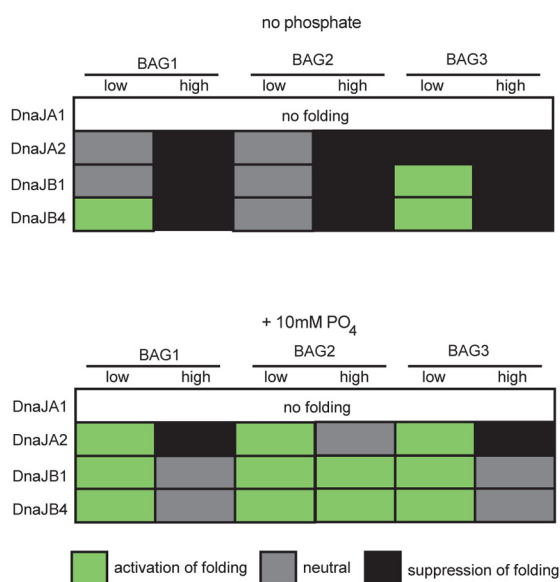 no phosphate
BAG1 BAG2 BAG3
low high low high low high
DnaJA1 no folding
DnaJA2
DnaJB1
DnaJB4
+ 10mM PO4
BAG1 BAG2 BAG3
low high low high low high
DnaJA1 no folding
DnaJA2
DnaJB1
DnaJB4
activation of folding neutral suppression of folding